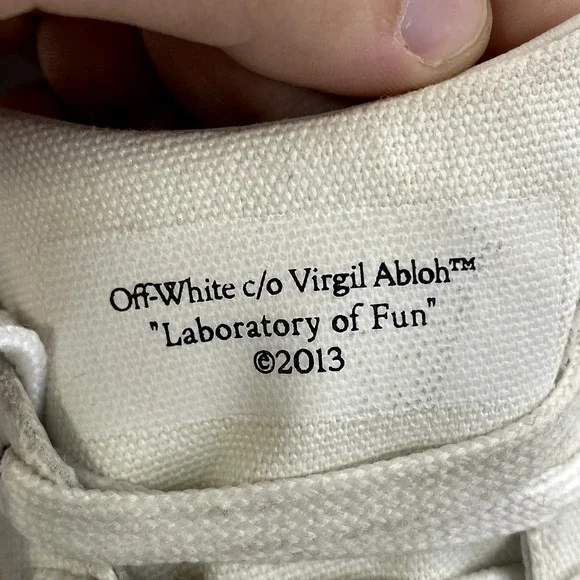 Off-White c/o Virgil Abloh™
"Laboratory of Fun"
©2013